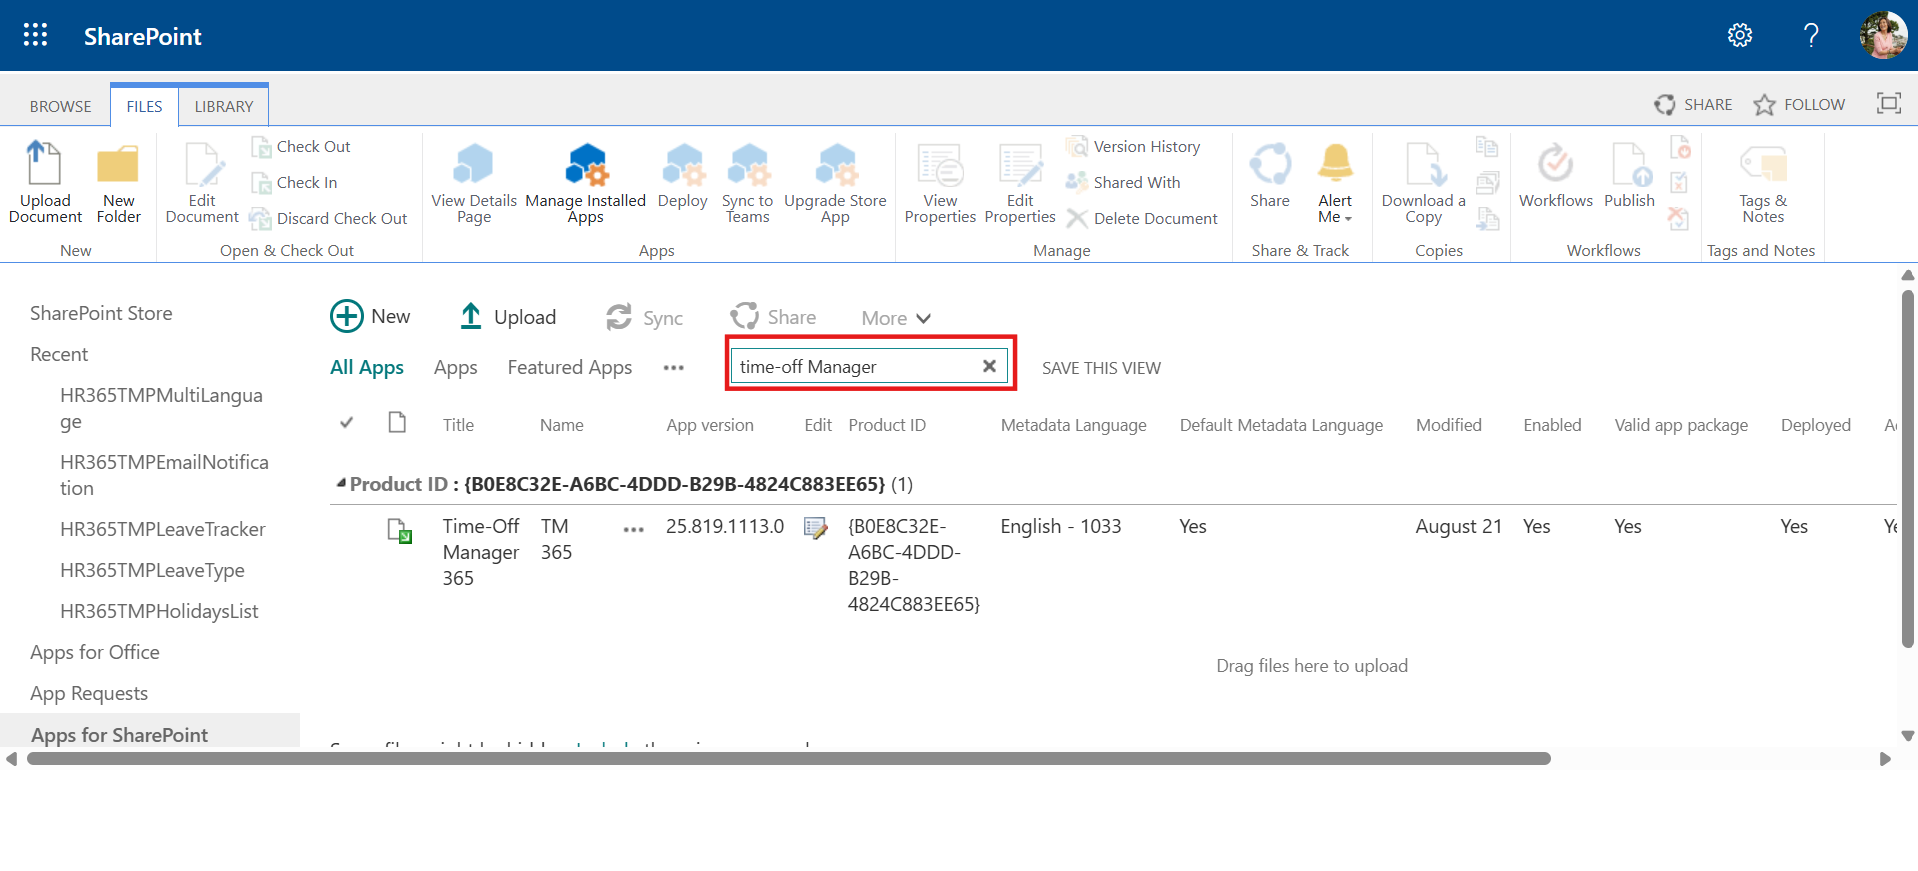 SharePoint
?
BROWSE FILES LIBRARY SHARE FOLLOW
Upload Document
New Folder
New
Edit Document
Check Out
Check In
Discard Check Out
Open & Check Out
View Details Page
Manage Installed Apps
Deploy
Sync to Teams
Upgrade Store App
Apps
View Properties
Edit Properties
Version History
Shared With
Delete Document
Manage
Share
Alert Me
Share & Track
Download a Copy
Copies
Workflows
Publish
Workflows
Tags & Notes
Tags and Notes
SharePoint Store
Recent
HR365TMPMultiLangua
ge
HR365TMPEmailNotifica
tion
HR365TMPLeaveTracker
HR365TMPLeaveType
HR365TMPHolidaysList
Apps for Office
App Requests
Apps for SharePoint
New Upload Sync Share More
All Apps Apps Featured Apps ... time-off Manager SAVE THIS VIEW
Title Name App version Edit Product ID Metadata Language Default Metadata Language Modified Enabled Valid app package Deployed
Product ID : {B0E8C32E-A6BC-4DDD-B29B-4824C883EE65} (1)
Time-Off TM ... 25.819.1113.0 {B0E8C32E- English - 1033 Yes August 21 Yes Yes Yes
Manager 365 A6BC-4DDD-
365 B29B-
4824C883EE65}
Drag files here to upload